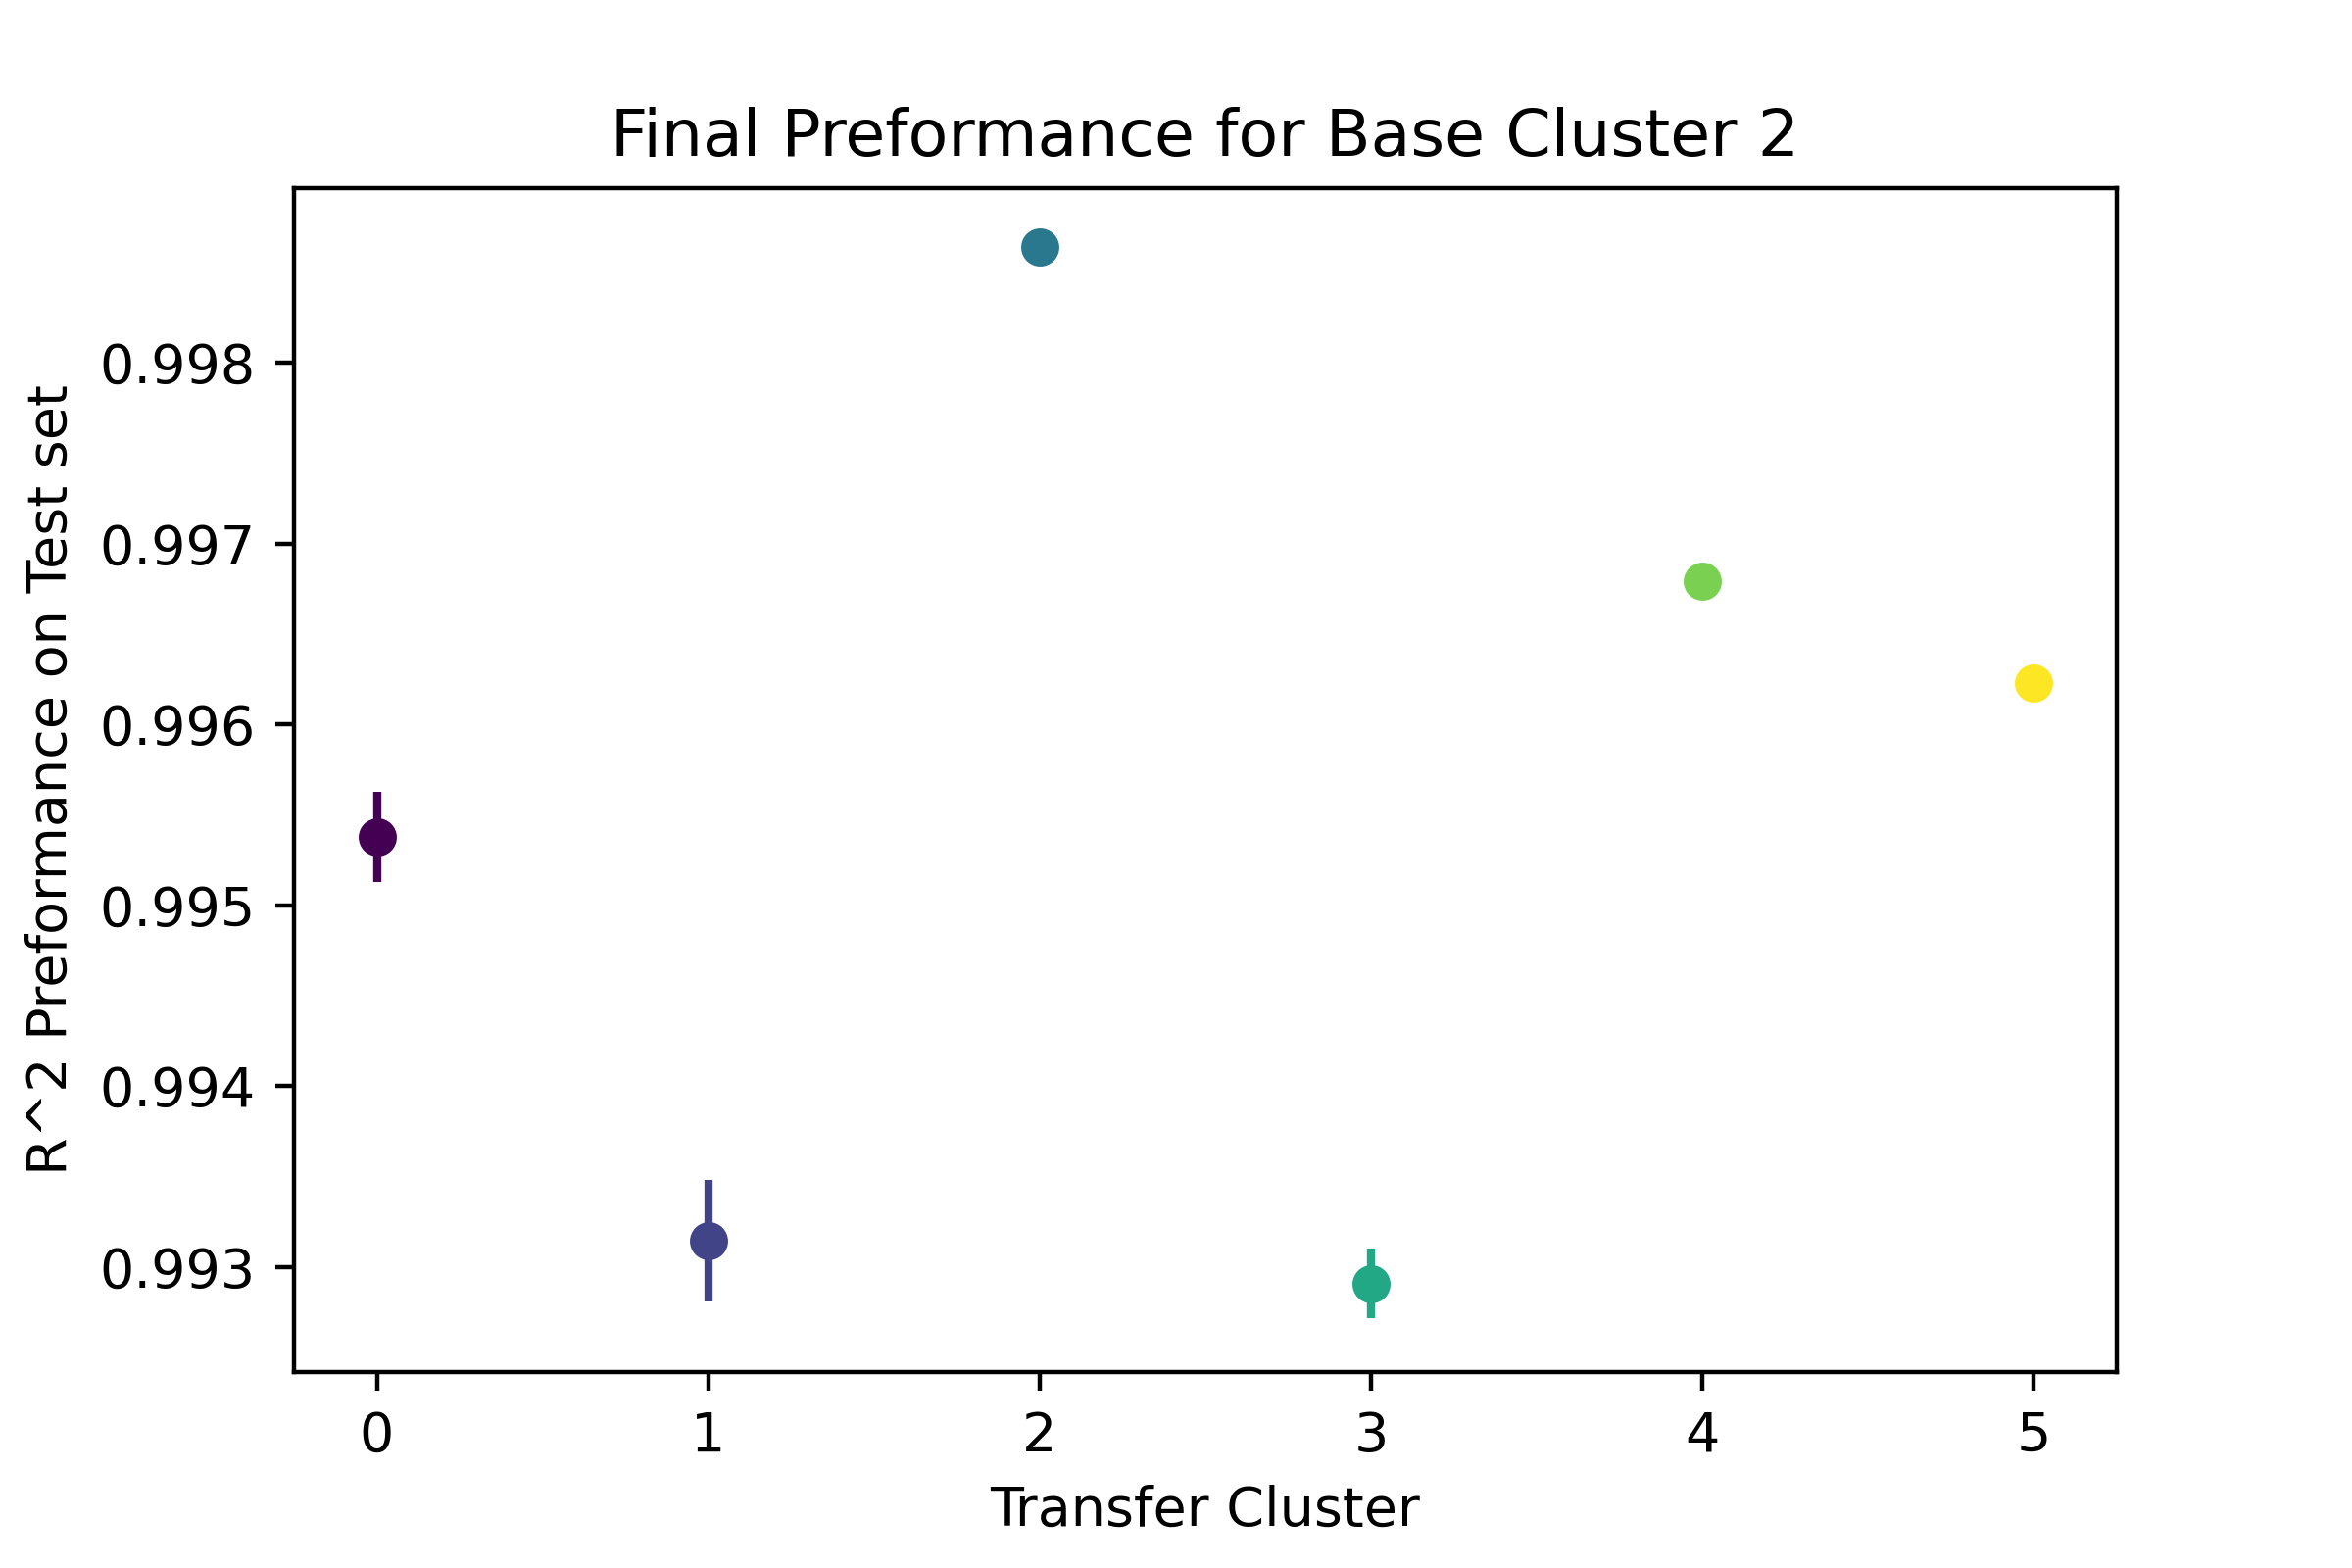 Final Preformance for Base Cluster 2
R^2 Preformance on Test set
0.998
0.997
0.996
0.995
0.994
0.993
0 1 2 3 4 5
Transfer Cluster